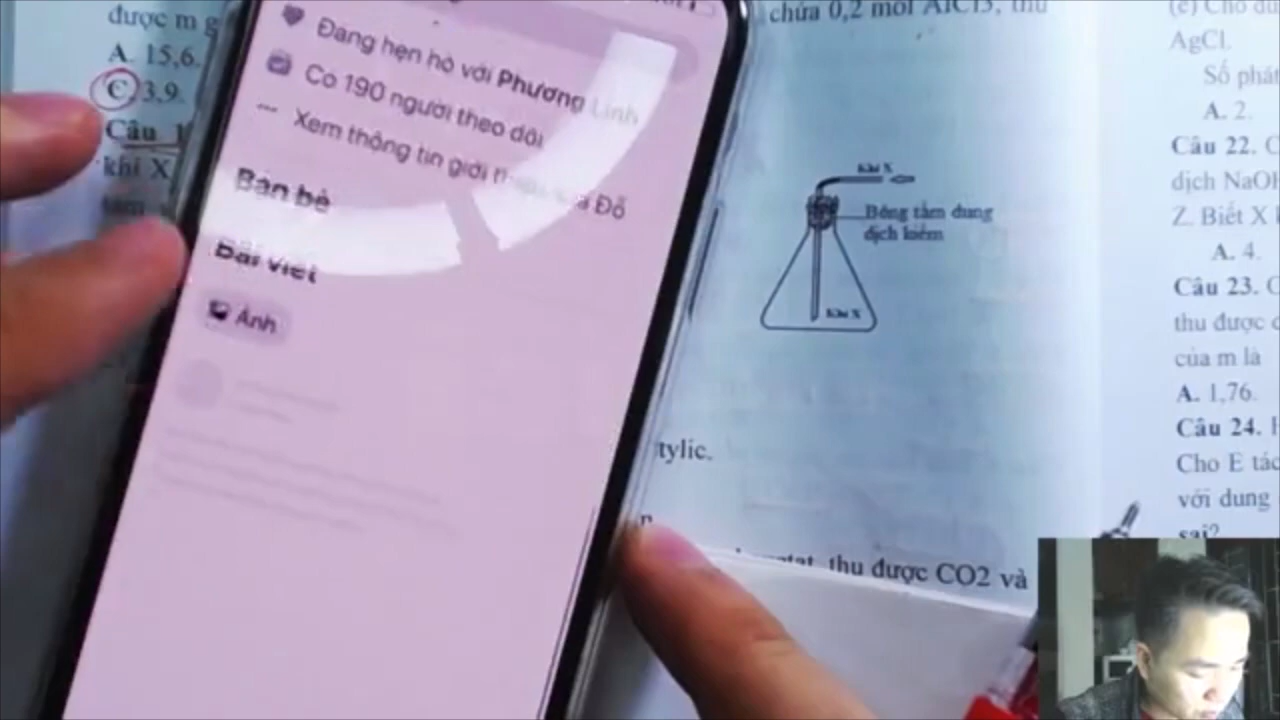 được m
A. 15,6.
C. 3,9.
Câu 1
khí X
Đang hẹn hò với Phương Linh
Có 190 người theo dõi
Xem thông tin giới Đỗ
Bạn bè
Bài viết
Ảnh
chứa 0,2 mol AlCl3, thu
Khí X
Bông tẩm dung
dịch kiềm
Khí X
tylic.
thu được CO2 và
(e) Cho
AgCl.
Số phát
A. 2.
Câu 22.
dịch NaOH
Z. Biết X
A. 4.
Câu 23.
thu được
của m là
A. 1,76.
Câu 24.
Cho E tác
với dung
sai?